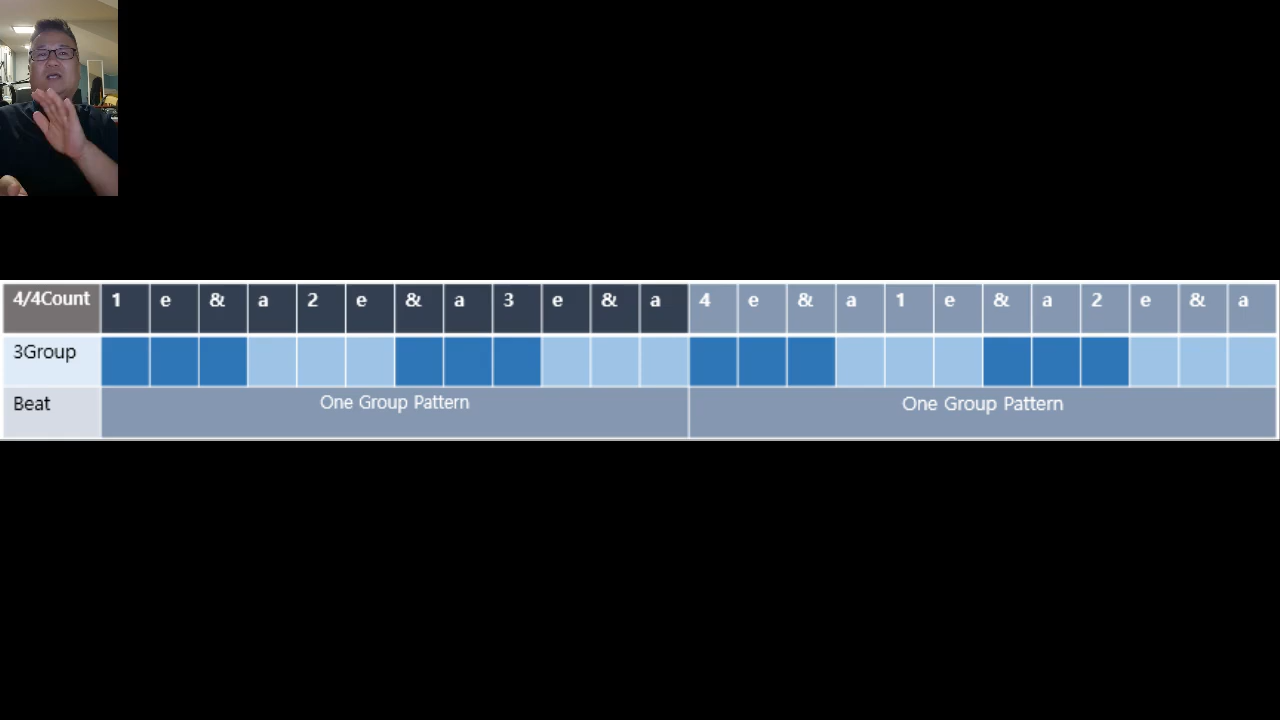 4/4Count 1 e & a 2 e & a 3 e & a 4 e & a 1 e & a 2 e & a
3Group
Beat One Group Pattern One Group Pattern